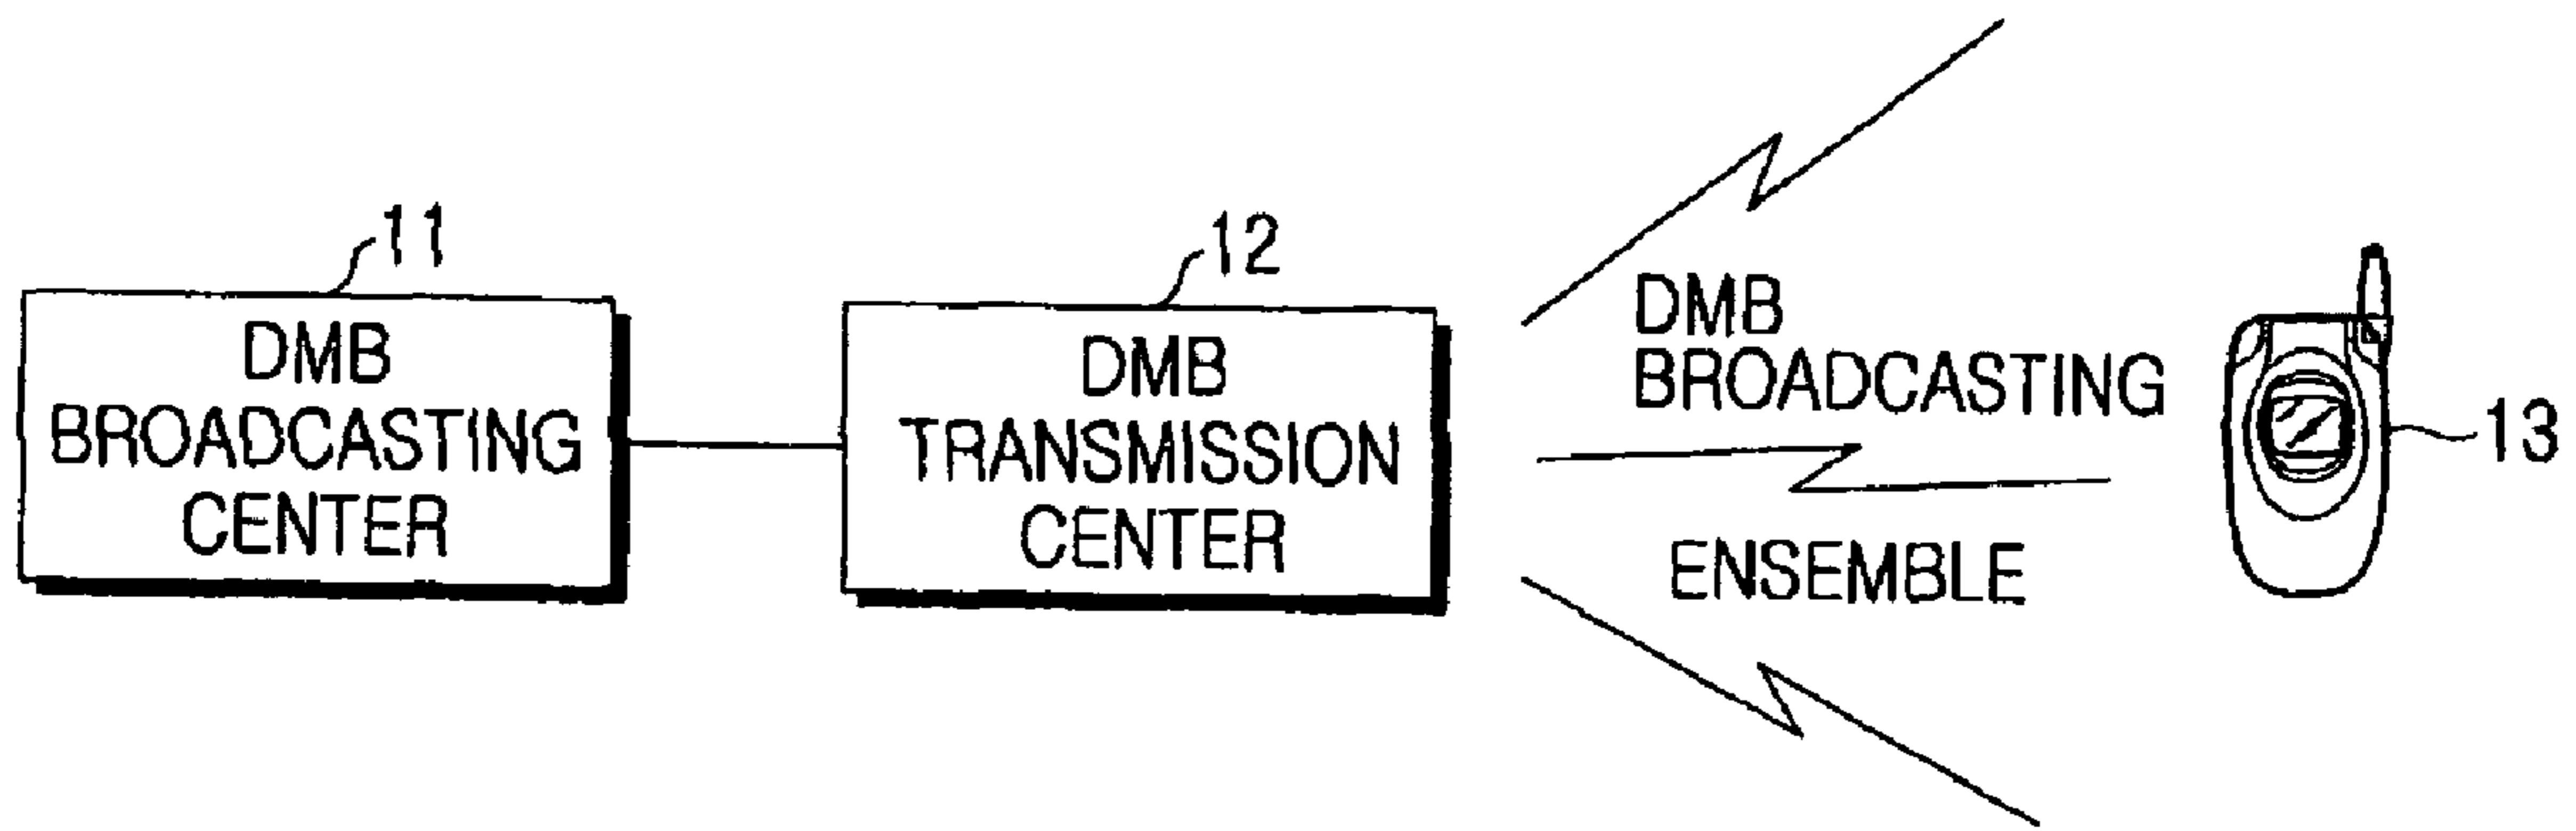 11
DMB
BROADCASTING
CENTER
12
DMB
TRANSMISSION
CENTER
DMB
BROADCASTING
ENSEMBLE
13